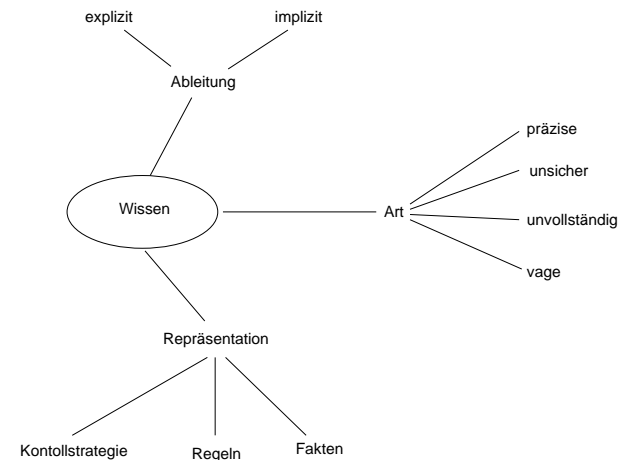 explizit
implizit
Ableitung
präzise
unsicher
Wissen
Art
unvollständig
vage
Repräsentation
Kontollstrategie
Regeln
Fakten